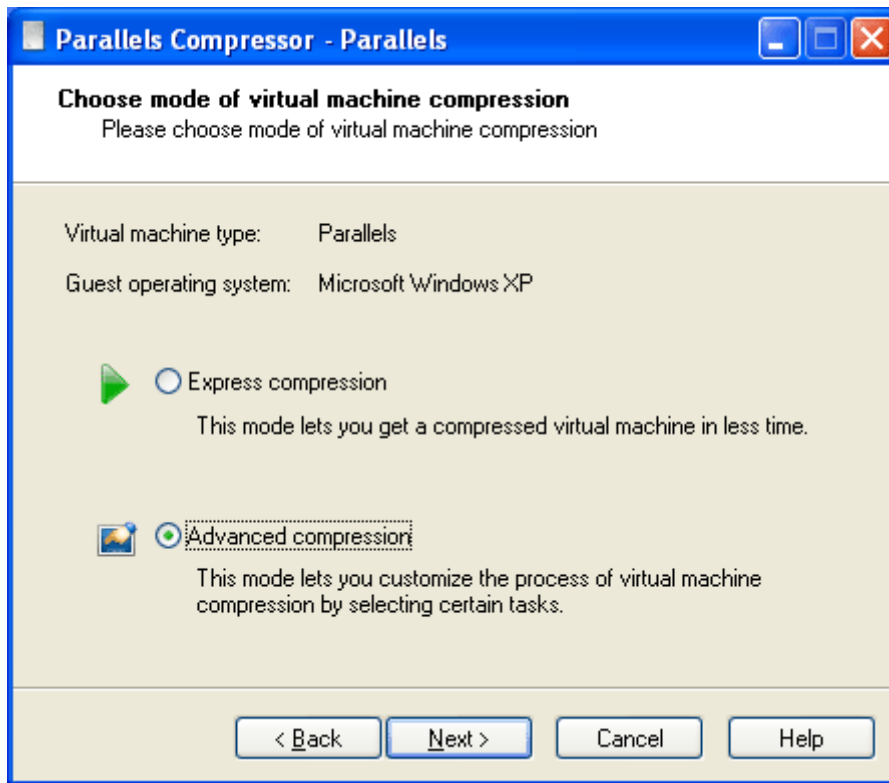 Parallels Compressor - Parallels
Choose mode of virtual machine compression
Please choose mode of virtual machine compression
Virtual machine type: Parallels
Guest operating system: Microsoft Windows XP
Express compression
This mode lets you get a compressed virtual machine in less time.
Advanced compression
This mode lets you customize the process of virtual machine
compression by selecting certain tasks.
< Back Next > Cancel Help